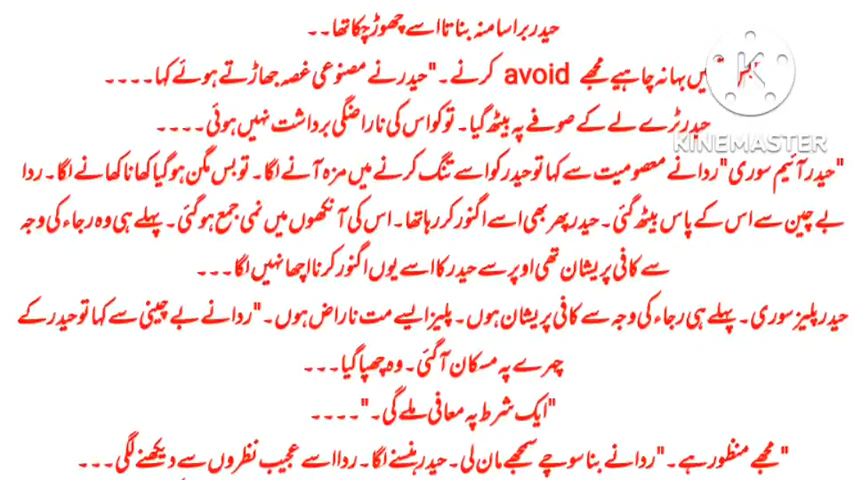 حیدر برا سا منہ بناتا اسے چھوڑ چکا تھا۔۔
یں بہانہ چاہیے مجھے avoid کرنے۔" حیدر نے مصنوعی غصہ جھاڑتے ہوئے کہا۔۔۔۔
حیدر ٹرے لے کے صوفے پہ بیٹھ گیا۔ تو کو اس کی ناراضگی برداشت نہیں ہوئی۔۔۔۔
KINEMASTER
"حیدر آئیم سوری" ردا نے معصومیت سے کہا تو حیدر کو اسے تنگ کرنے میں مزہ آنے لگا۔ تو بس مگن ہو گیا کھانا کھانے لگا۔ ردا
بے چین سے اس کے پاس بیٹھ گئی۔ حیدر پھر بھی اسے اگنور کر رہا تھا۔ اس کی آنکھوں میں نمی جمع ہو گئی۔ پہلے ہی وہ رجاء کی وجہ
سے کافی پریشان تھی اوپر سے حیدر کا اسے یوں اگنور کرنا اچھا نہیں لگا۔۔۔
حیدر پلیز سوری۔ پہلے ہی رجاء کی وجہ سے کافی پریشان ہوں۔ پلیز ایسے مت ناراض ہوں۔" ردا نے بے چینی سے کہا تو حیدر کے
چہرے پہ مسکان آ گئی۔ وہ چھپا گیا۔۔۔
"ایک شرط پہ معافی ملے گی۔"۔۔۔۔
"مجھے منظور ہے۔" ردا نے بنا سوچے سمجھے مان لی۔ حیدر ہنسنے لگا۔ ردا اسے عجیب نظروں سے دیکھنے لگی۔۔۔